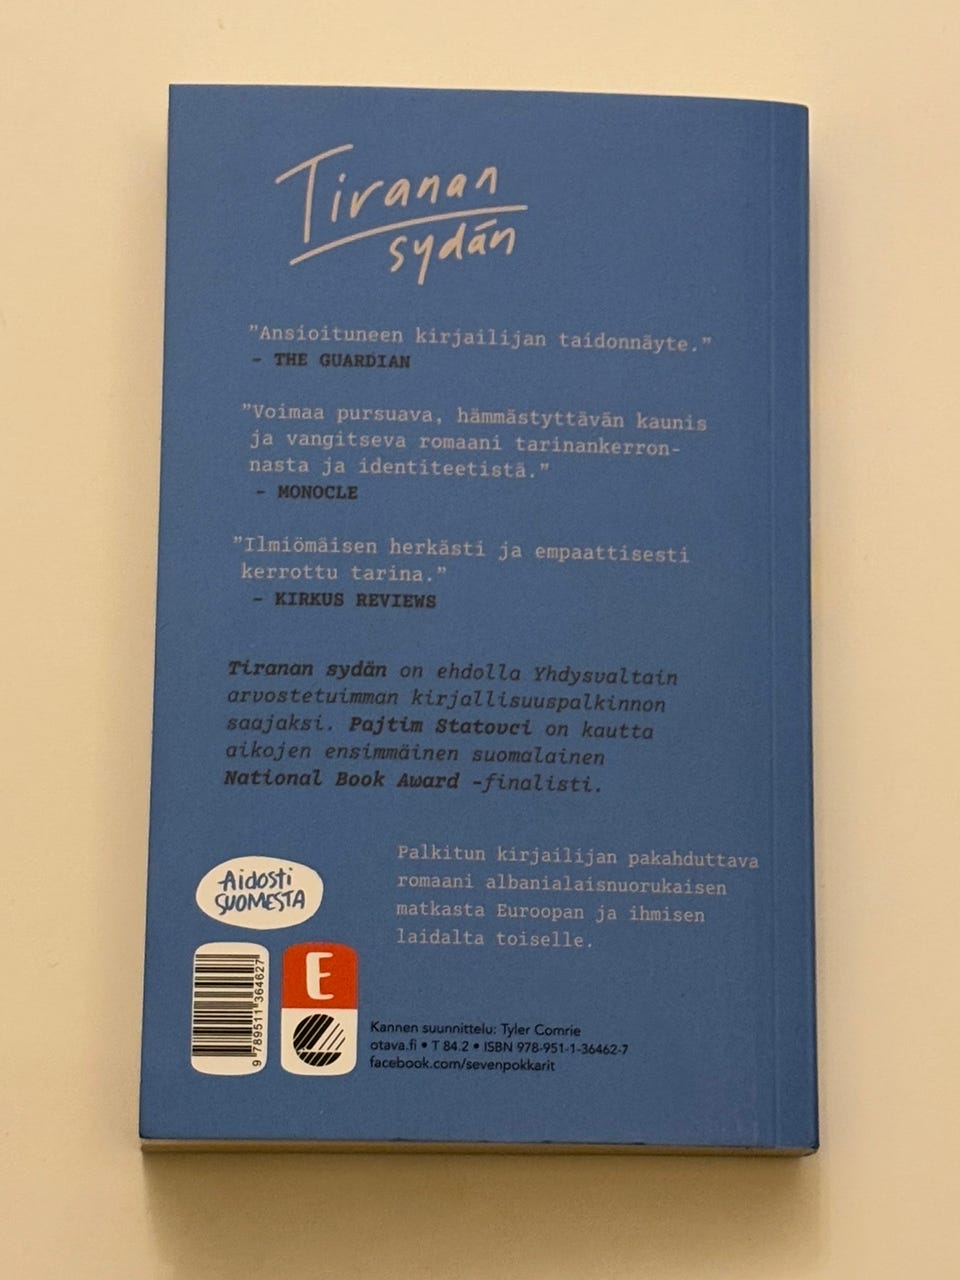 Tiranan
sydän
”Ansioituneen kirjailijan taidonnäyte.”
– THE GUARDIAN
”Voimaa pursuava, hämmästyttävän kaunis
ja vangitseva romaani tarinankerron-
nasta ja identiteetistä.”
– MONOCLE
”Ilmiömäisen herkästi ja empaattisesti
kerrottu tarina.”
– KIRKUS REVIEWS
Tiranan sydän on ehdolla Yhdysvaltain
arvostetuimman kirjallisuuspalkinnon
saajaksi. Pajtim Statovci on kautta
aikojen ensimmäinen suomalainen
National Book Award -finalisti.
Palkitun kirjailijan pakahduttava
romaani albanialaisnuorukaisen
matkasta Euroopan ja ihmisen
laidalta toiselle.
Aidosti
SUOMESTA
9 789511 364627
E
Kannen suunnittelu: Tyler Comrie
otava.fi • T 84.2 • ISBN 978-951-1-36462-7
facebook.com/sevenpokkarit